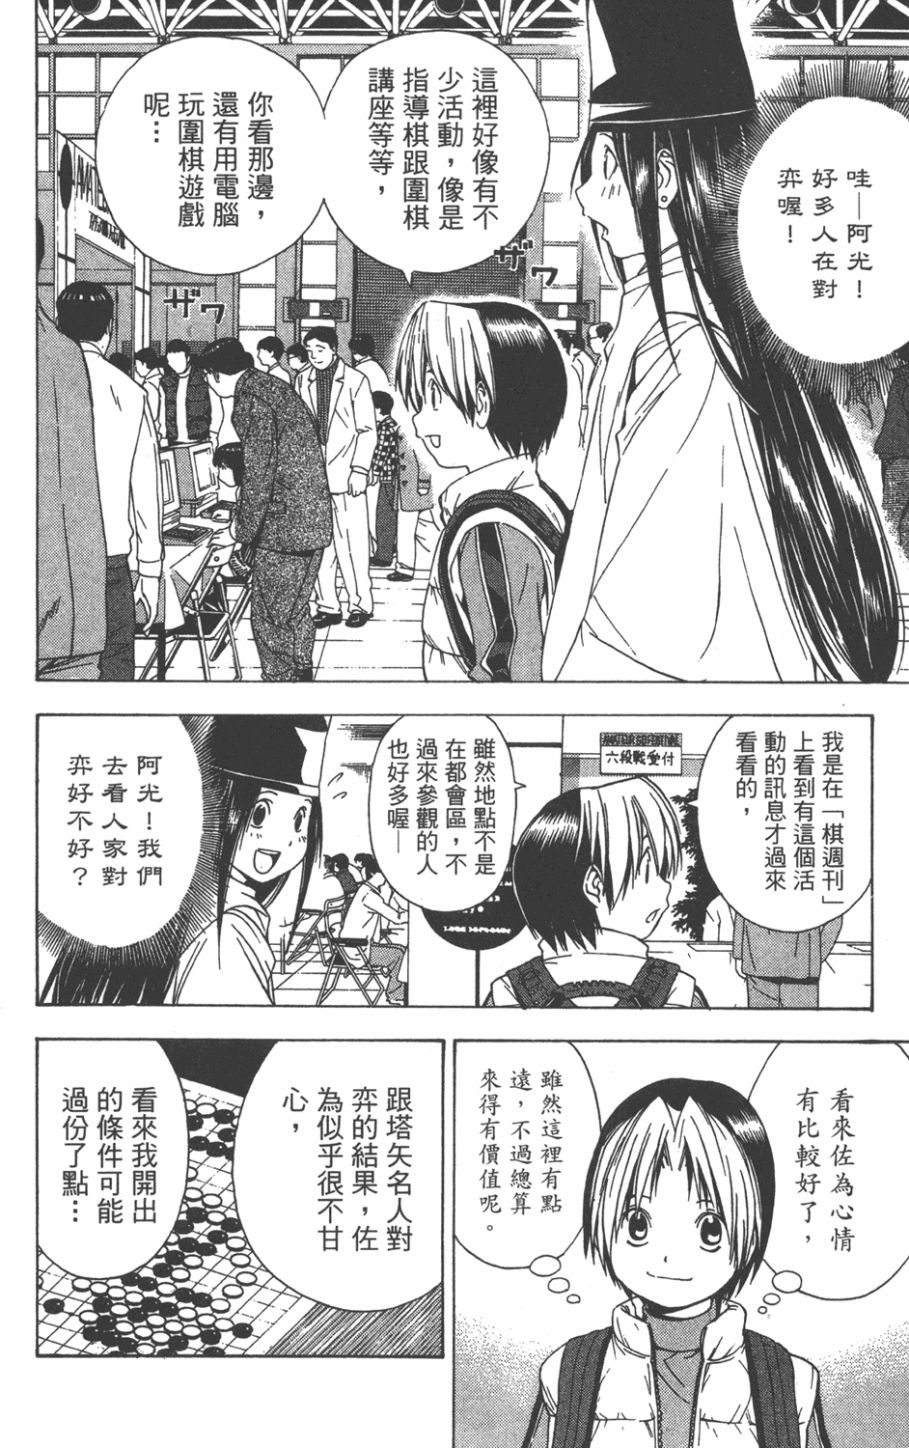 哇—阿光！
好多人在對
弈喔！
這裡好像有不
少活動，像是
指導棋跟圍棋
講座等等，
你看那邊，
還有用電腦
玩圍棋遊戲
呢…
ザワ
ザワ
我是在「棋週刊」
上看到有這個活
動的訊息才過來
看看的，
六段戰受付
雖然地點不是
在都會區，不
過來參觀的人
也好多喔—
阿光！我們
去看人家對
弈好不好？
看來佐為心情
有比較好了，
雖然這裡有點
遠，不過總算
來得有價值呢。
跟塔矢名人對
弈的結果，佐
為似乎很不甘
心，
看來我開出
的條件可能
過份了點…